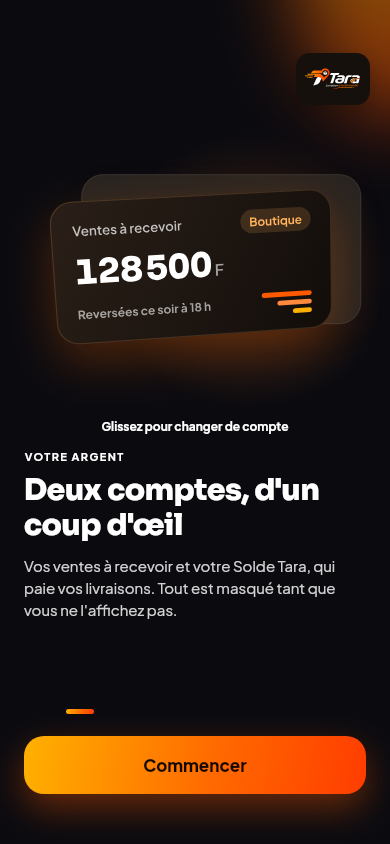 Tara
Ventes à recevoir
Boutique
128 500 F
Reversées ce soir à 18 h
Glissez pour changer de compte
VOTRE ARGENT
Deux comptes, d'un
coup d'œil
Vos ventes à recevoir et votre Solde Tara, qui
paie vos livraisons. Tout est masqué tant que
vous ne l'affichez pas.
Commencer